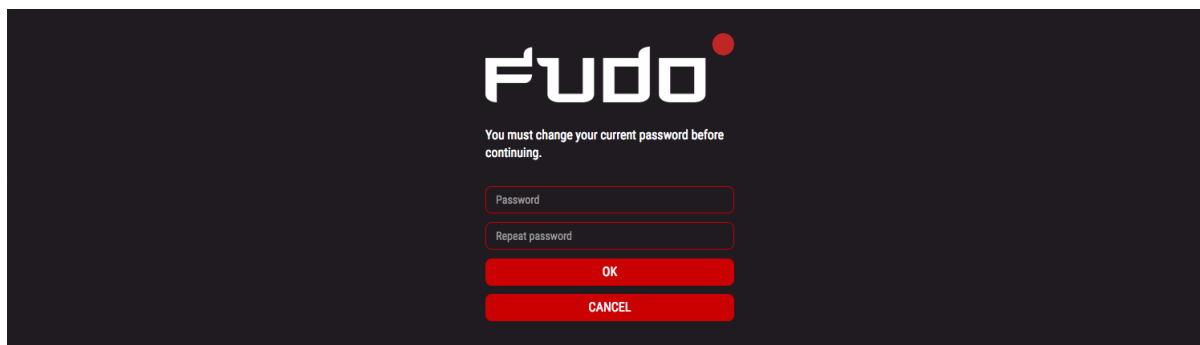 Fudo
You must change your current password before
continuing.
Password
Repeat password
OK
CANCEL